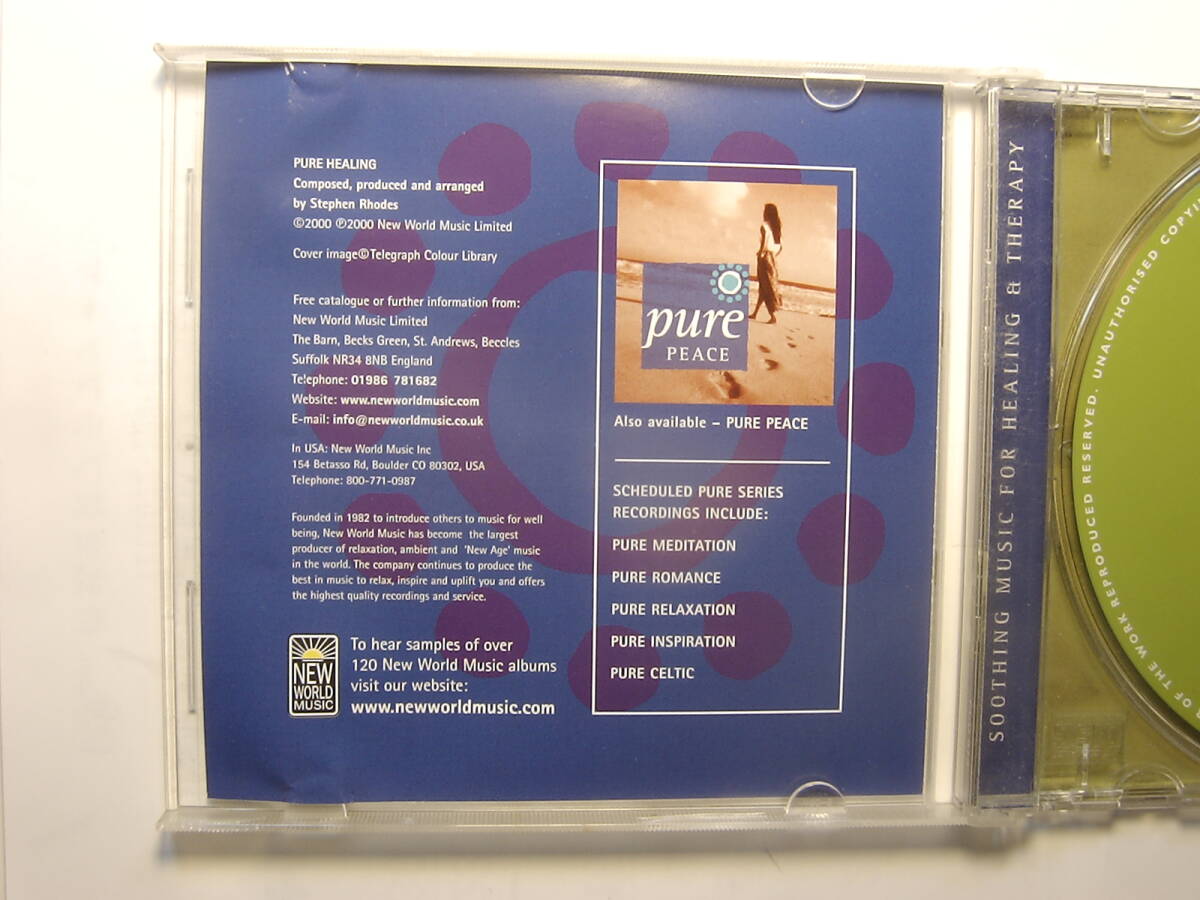 PURE HEALING
Composed, produced and arranged
by Stephen Rhodes
©2000 ℗2000 New World Music Limited
Cover image©Telegraph Colour Library
Free catalogue or further information from:
New World Music Limited
The Barn, Becks Green, St. Andrews, Beccles
Suffolk NR34 8NB England
Telephone: 01986 781682
Website: www.newworldmusic.com
E-mail: info@newworldmusic.co.uk
In USA: New World Music Inc
154 Betasso Rd, Boulder CO 80302, USA
Telephone: 800-771-0987
Founded in 1982 to introduce others to music for well
being, New World Music has become the largest
producer of relaxation, ambient and 'New Age' music
in the world. The company continues to produce the
best in music to relax, inspire and uplift you and offers
the highest quality recordings and service.
NEW
WORLD
MUSIC
To hear samples of over
120 New World Music albums
visit our website:
www.newworldmusic.com
pure
PEACE
Also available – PURE PEACE
SCHEDULED PURE SERIES
RECORDINGS INCLUDE:
PURE MEDITATION
PURE ROMANCE
PURE RELAXATION
PURE INSPIRATION
PURE CELTIC
SOOTHING MUSIC FOR HEALING & THERAPY
OF THE WORK REPRODUCED RESERVED. UNAUTHORISED